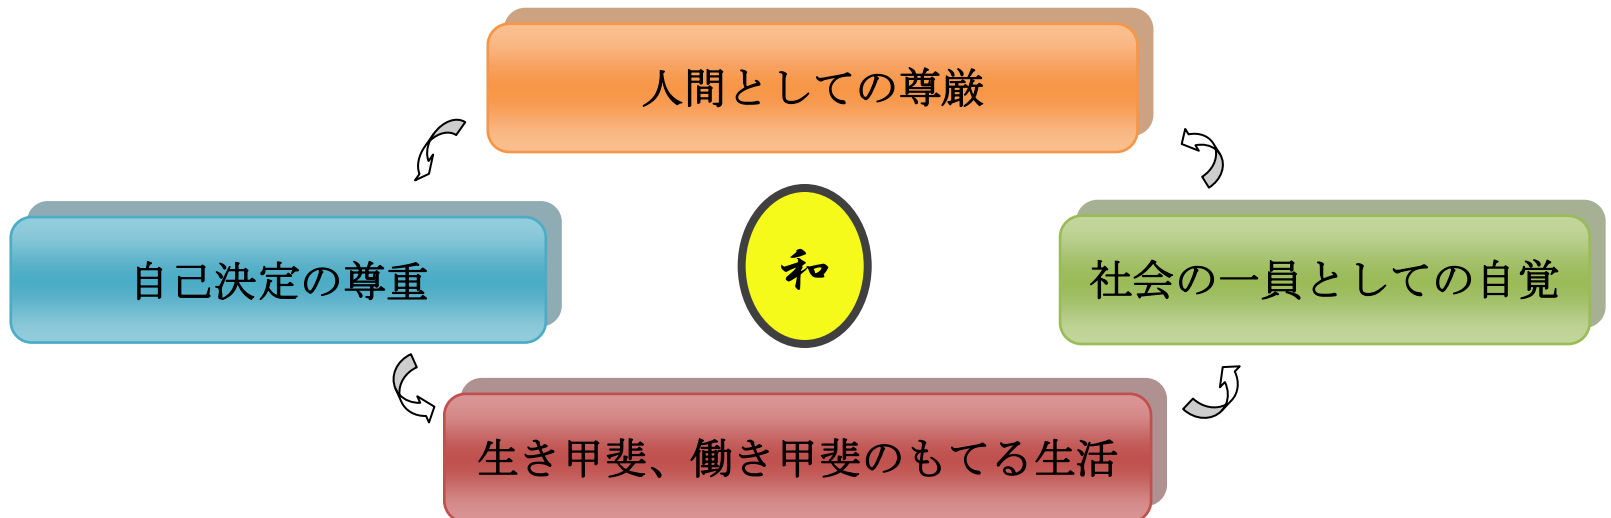 人間としての尊厳
自己決定の尊重
和
社会の一員としての自覚
生き甲斐、働き甲斐のもてる生活